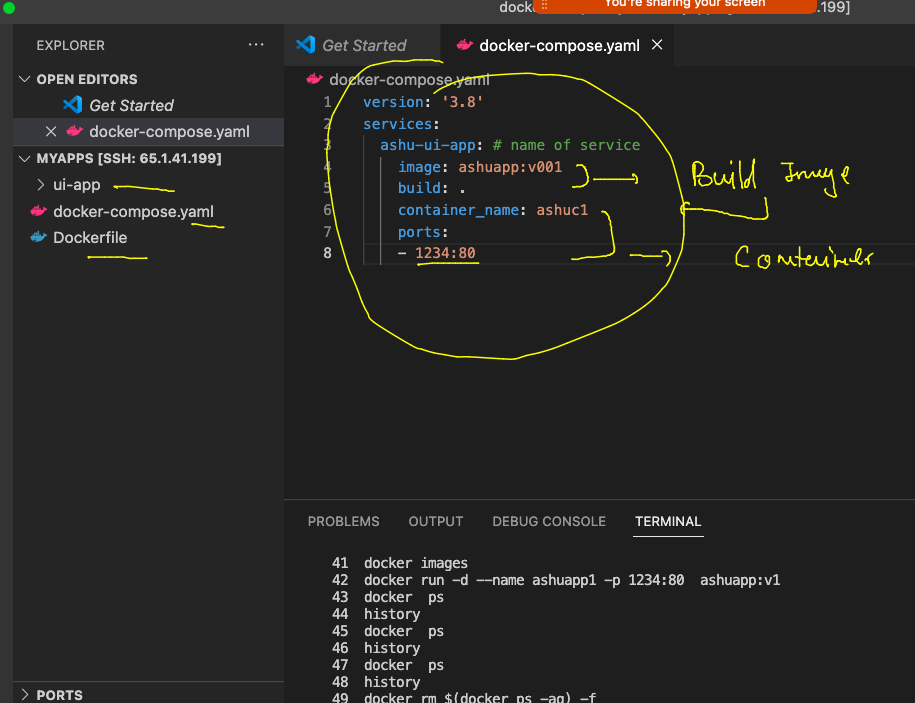 You're sharing your screen
dock
.199]
EXPLORER
···
Get Started
docker-compose.yaml
OPEN EDITORS
Get Started
docker-compose.yaml
MYAPPS [SSH: 65.1.41.199]
ui-app
docker-compose.yaml
Dockerfile
docker-compose.yaml
1 version: '3.8'
2 services:
3 ashu-ui-app: # name of service
4 image: ashuapp:v001
5 build: .
6 container_name: ashuc1
7 ports:
8 - 1234:80
Build Image
Container
PROBLEMS OUTPUT DEBUG CONSOLE TERMINAL
41 docker images
42 docker run -d --name ashuapp1 -p 1234:80 ashuapp:v1
43 docker ps
44 history
45 docker ps
46 history
47 docker ps
48 history
49 docker rm $(docker ps -aq) -f
PORTS